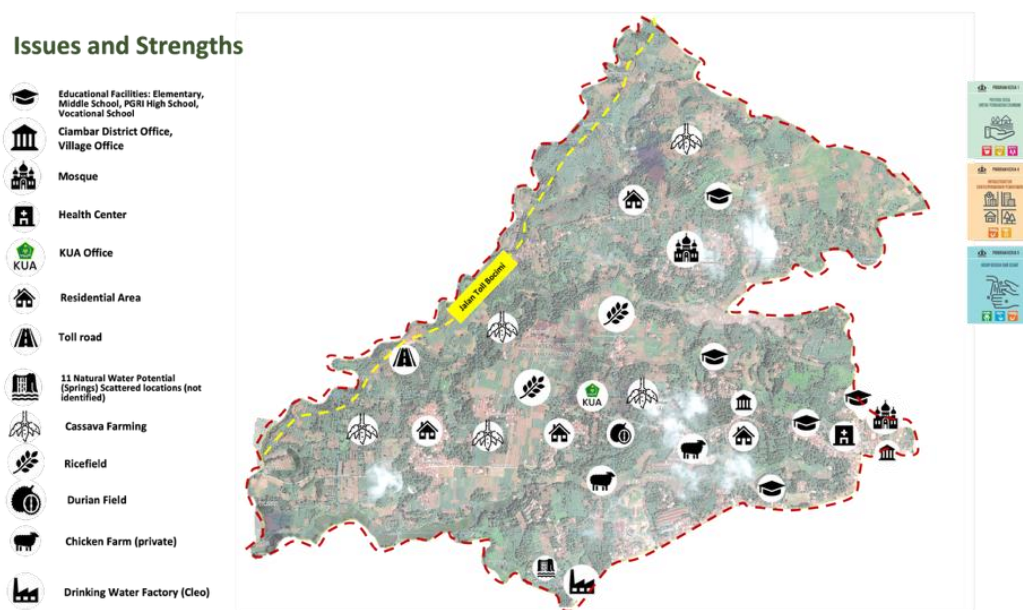 Issues and Strengths
Educational Facilities: Elementary,
Middle School, PGRI High School,
Vocational School
Ciambar District Office,
Village Office
Mosque
Health Center
KUA
KUA Office
Residential Area
Toll road
11 Natural Water Potential
(Springs) Scattered locations (not
identified)
Cassava Farming
Ricefield
Durian Field
Chicken Farm (private)
Drinking Water Factory (Cleo)
Jalan Toll Bocimi
KUA